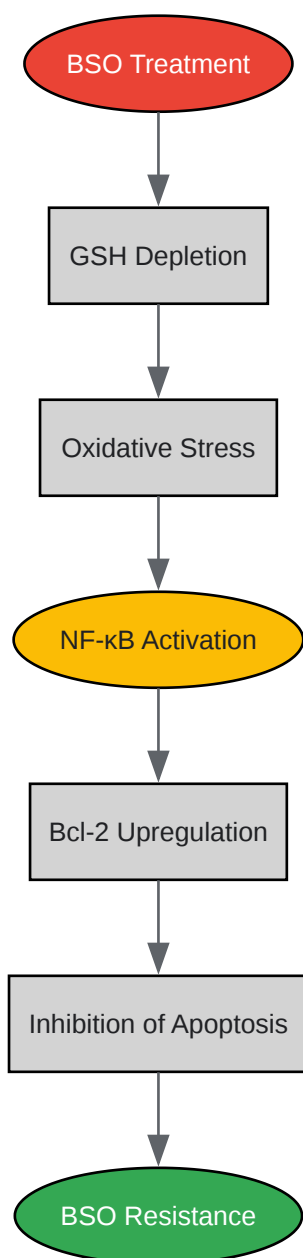 BSO Treatment
GSH Depletion
Oxidative Stress
NF-κB Activation
Bcl-2 Upregulation
Inhibition of Apoptosis
BSO Resistance